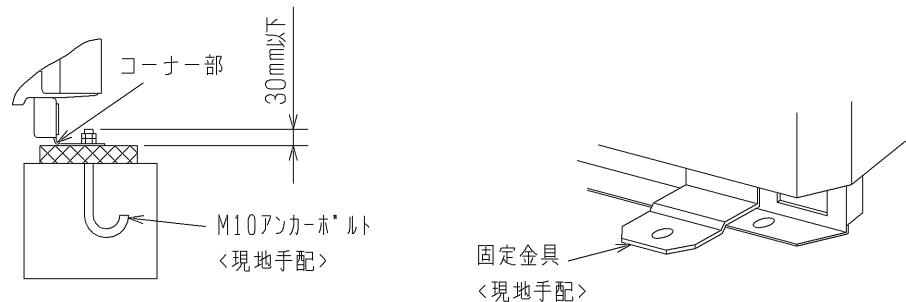 コーナー部
30mm以下
M10アンカーボルト
<現地手配>
固定金具
<現地手配>